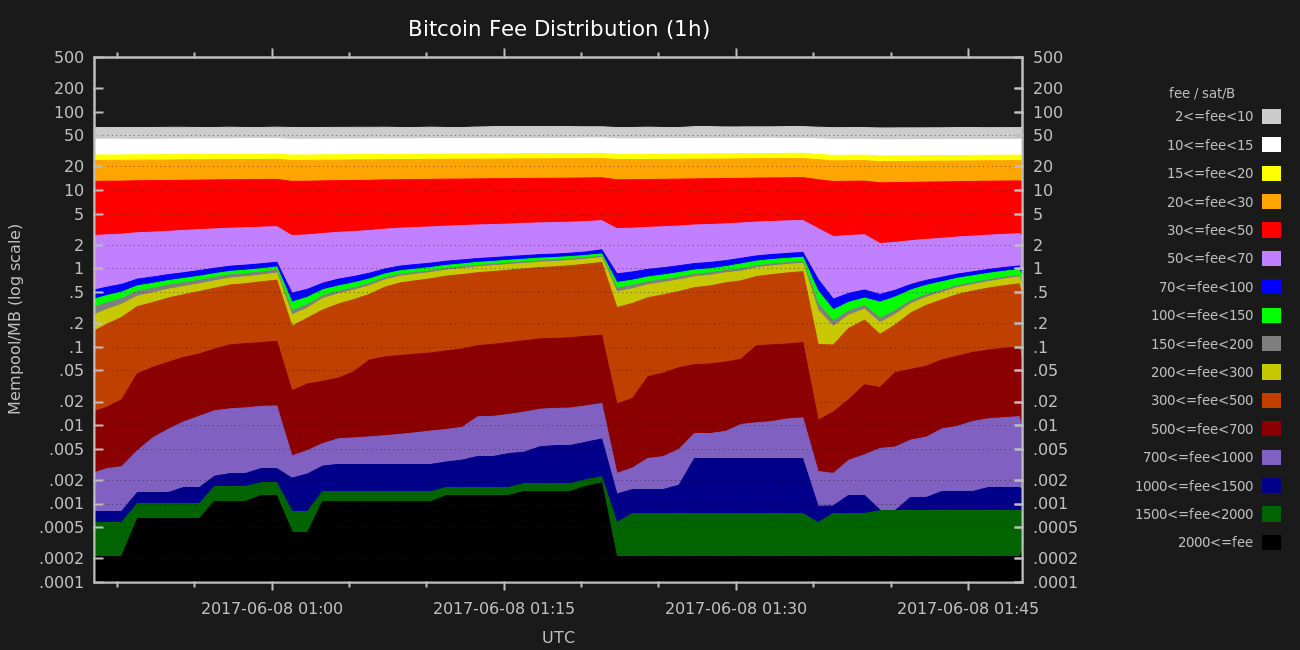 Bitcoin Fee Distribution (1h)
500 500
200 200
100 100
50 50
20 20
10 10
5 5
2 2
1 1
.5 .5
.2 .2
.1 .1
.05 .05
.02 .02
.01 .01
.005 .005
.002 .002
.001 .001
.0005 .0005
.0002 .0002
.0001 .0001
Mempool/MB (log scale)
2017-06-08 01:00 2017-06-08 01:15 2017-06-08 01:30 2017-06-08 01:45
UTC
fee / sat/B
2<=fee<10
10<=fee<15
15<=fee<20
20<=fee<30
30<=fee<50
50<=fee<70
70<=fee<100
100<=fee<150
150<=fee<200
200<=fee<300
300<=fee<500
500<=fee<700
700<=fee<1000
1000<=fee<1500
1500<=fee<2000
2000<=fee